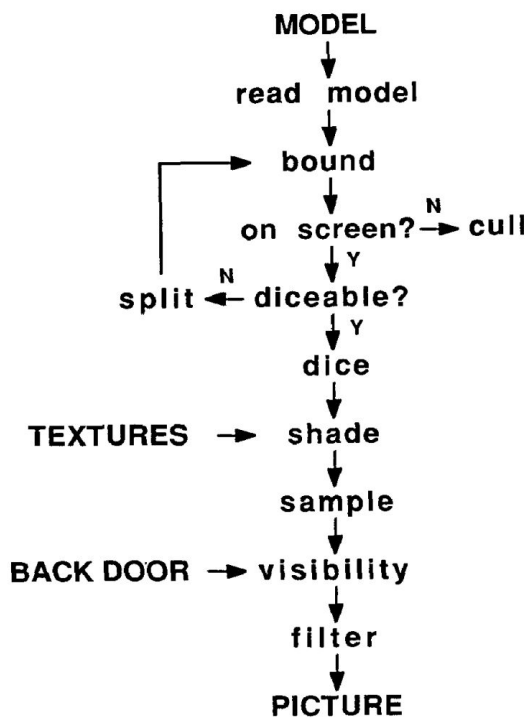 MODEL
read model
bound
on screen? N cull
Y
N
split diceable?
Y
dice
TEXTURES shade
sample
BACK DOOR visibility
filter
PICTURE